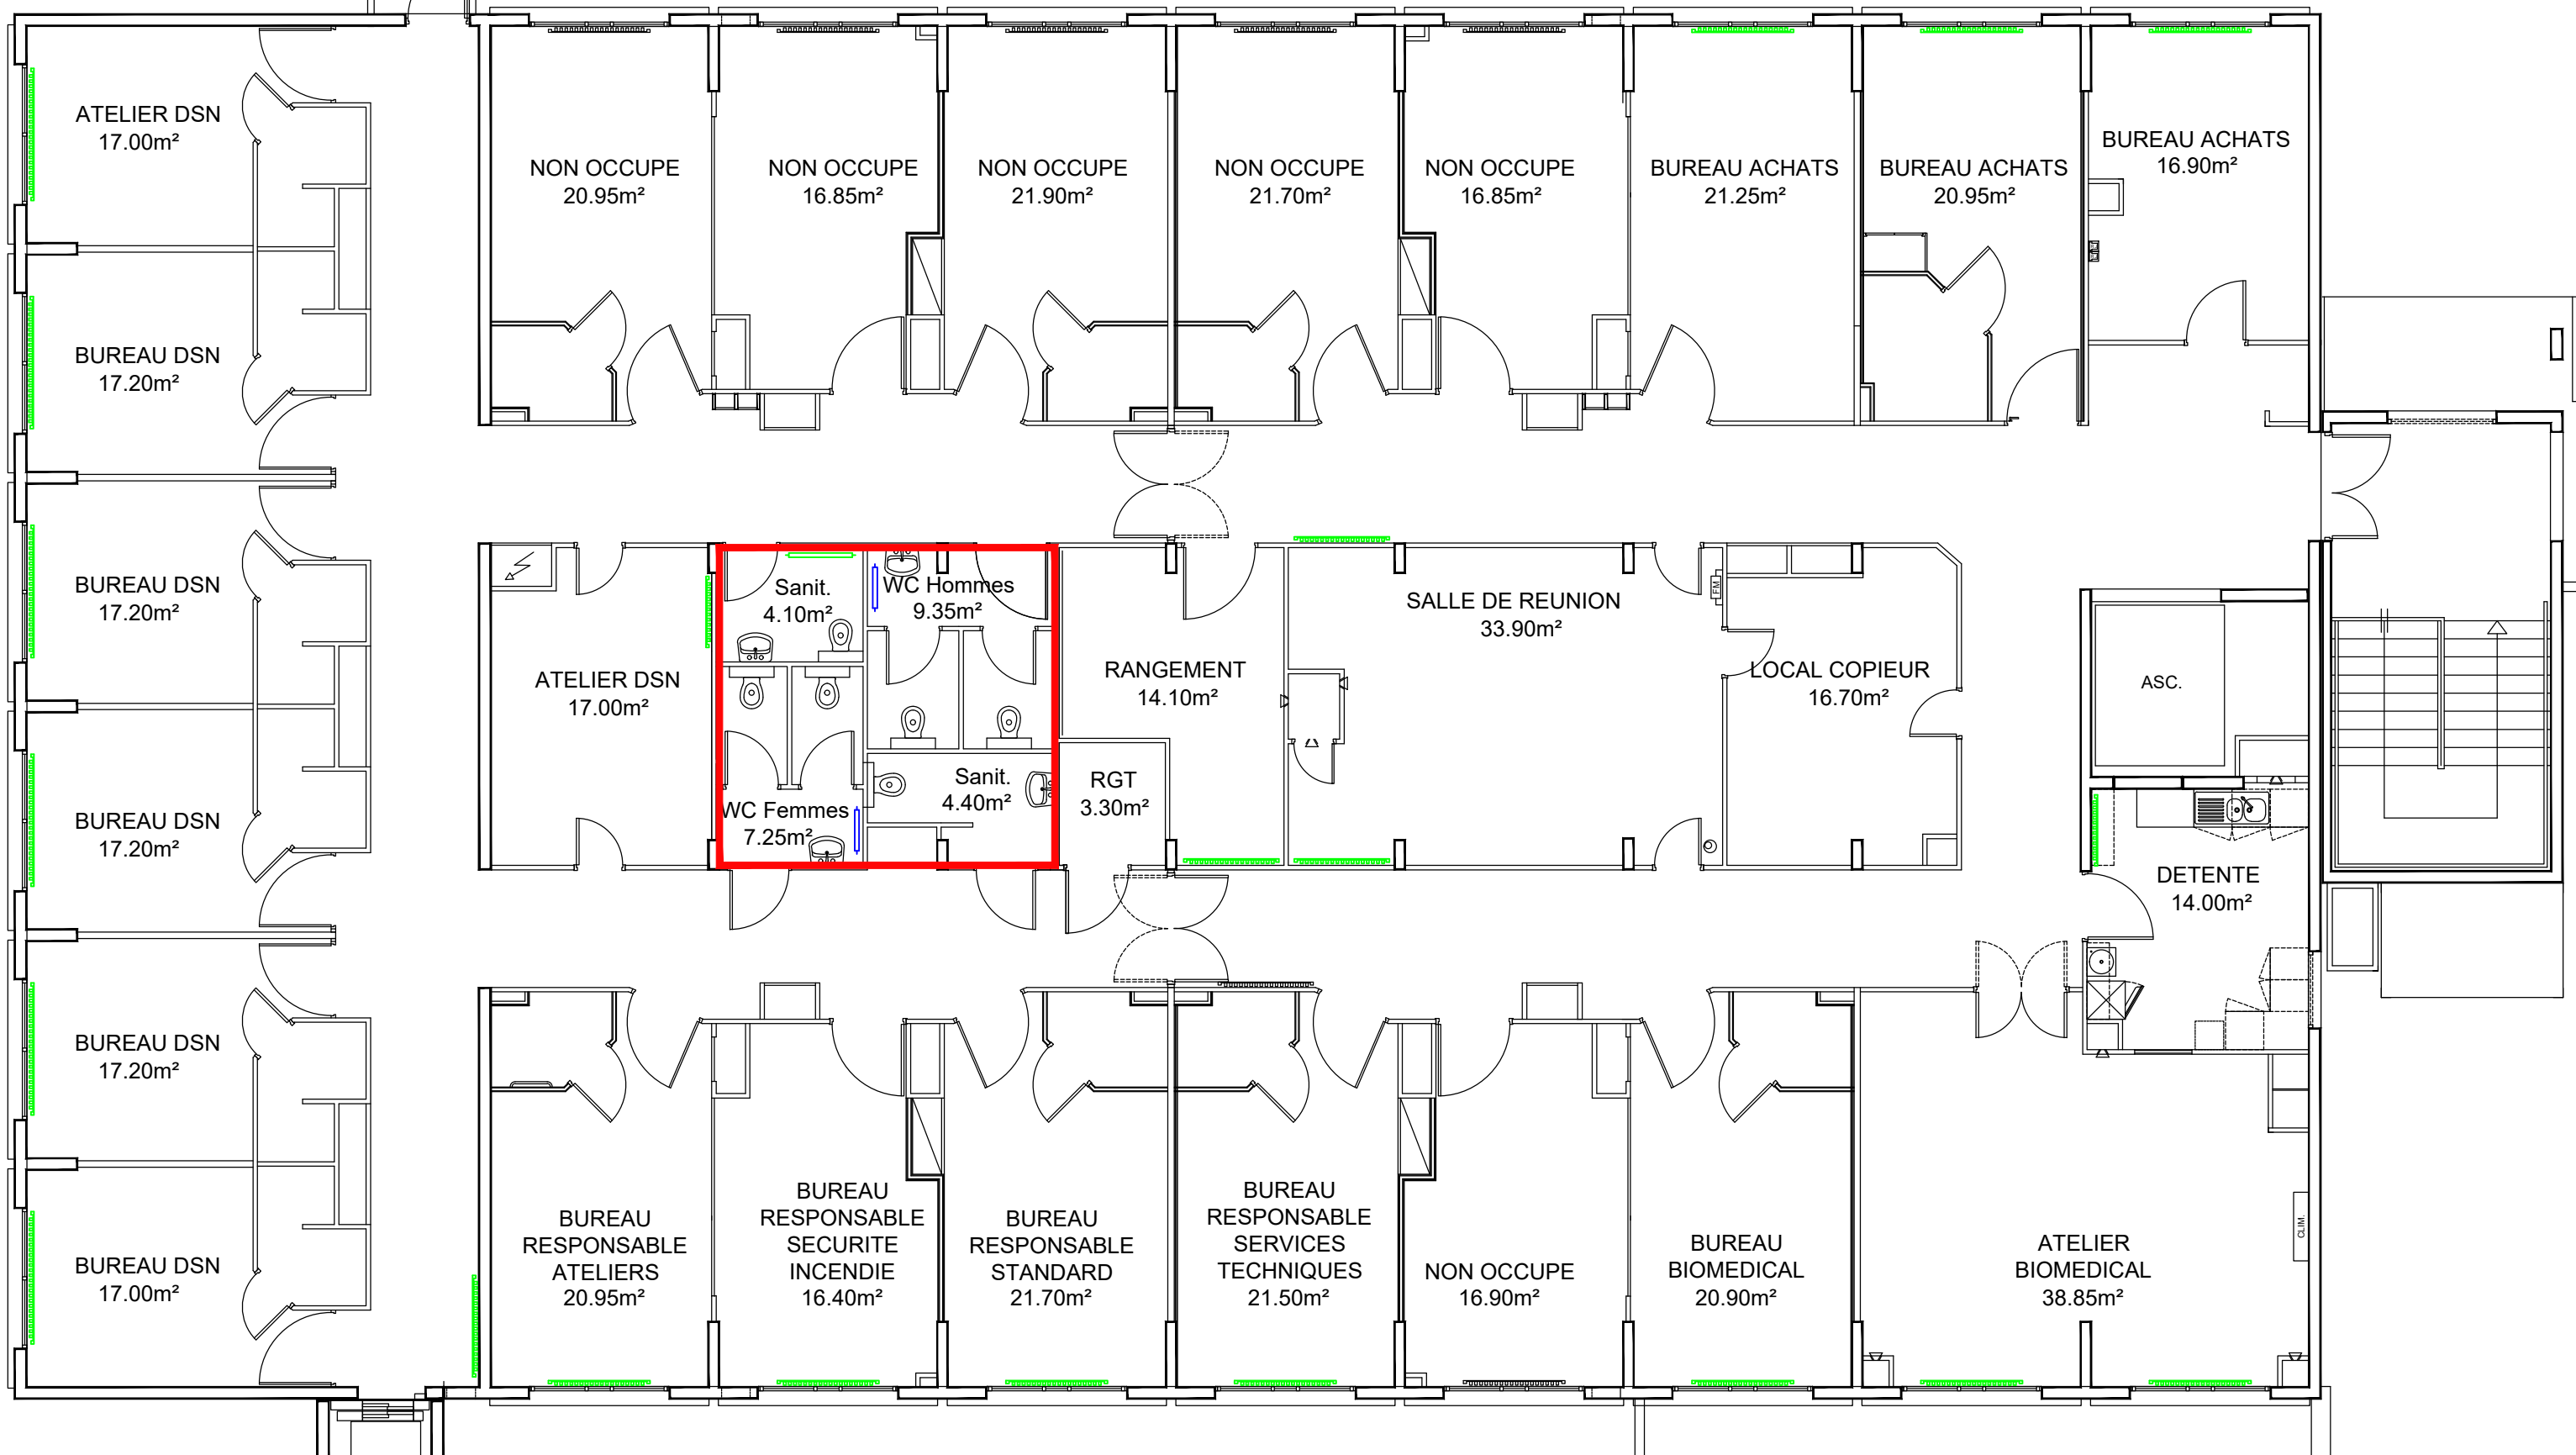 ATELIER DSN
17.00m²
NON OCCUPE
20.95m²
NON OCCUPE
16.85m²
NON OCCUPE
21.90m²
NON OCCUPE
21.70m²
NON OCCUPE
16.85m²
BUREAU ACHATS
21.25m²
BUREAU ACHATS
20.95m²
BUREAU ACHATS
16.90m²
BUREAU DSN
17.20m²
BUREAU DSN
17.20m²
ATELIER DSN
17.00m²
Sanit.
4.10m²
WC Hommes
9.35m²
RANGEMENT
14.10m²
SALLE DE REUNION
33.90m²
FM
LOCAL COPIEUR
16.70m²
ASC.
BUREAU DSN
17.20m²
WC Femmes
7.25m²
Sanit.
4.40m²
RGT
3.30m²
DETENTE
14.00m²
BUREAU DSN
17.20m²
BUREAU DSN
17.00m²
BUREAU
RESPONSABLE
ATELIERS
20.95m²
BUREAU
RESPONSABLE
SECURITE
INCENDIE
16.40m²
BUREAU
RESPONSABLE
STANDARD
21.70m²
BUREAU
RESPONSABLE
SERVICES
TECHNIQUES
21.50m²
NON OCCUPE
16.90m²
BUREAU
BIOMEDICAL
20.90m²
ATELIER
BIOMEDICAL
38.85m²
CLIM.